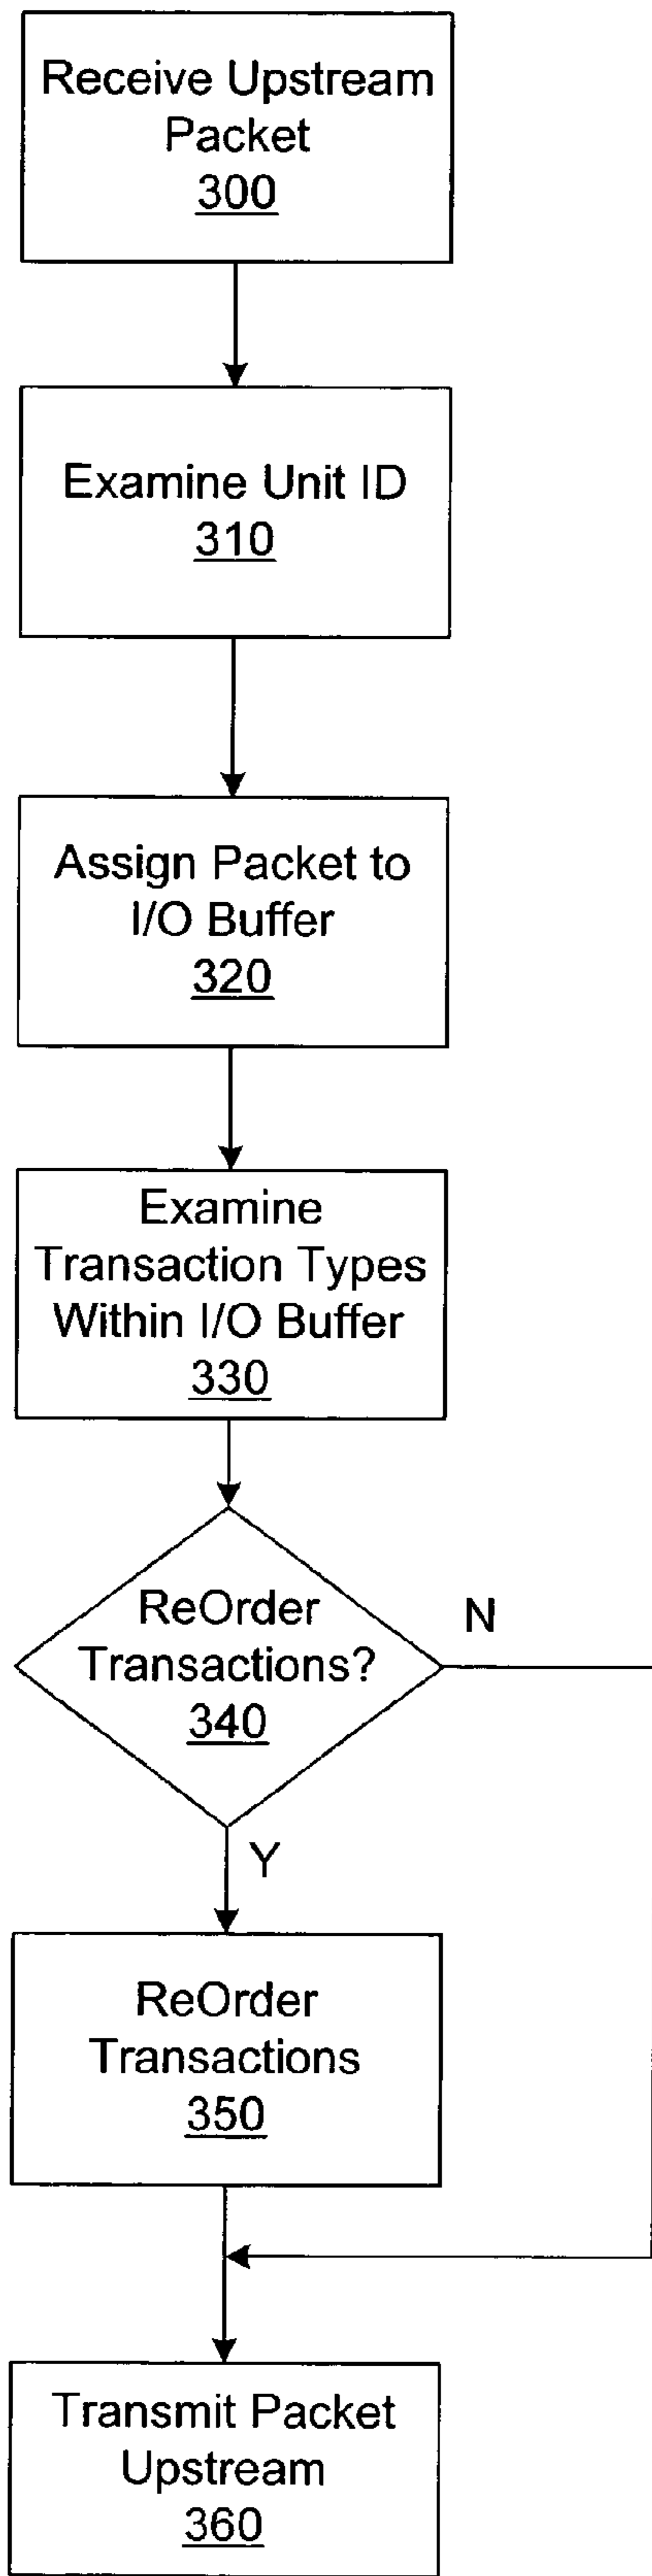 Receive Upstream
Packet
300
Examine Unit ID
310
Assign Packet to
I/O Buffer
320
Examine
Transaction Types
Within I/O Buffer
330
ReOrder
Transactions?
340
N
Y
ReOrder
Transactions
350
Transmit Packet
Upstream
360